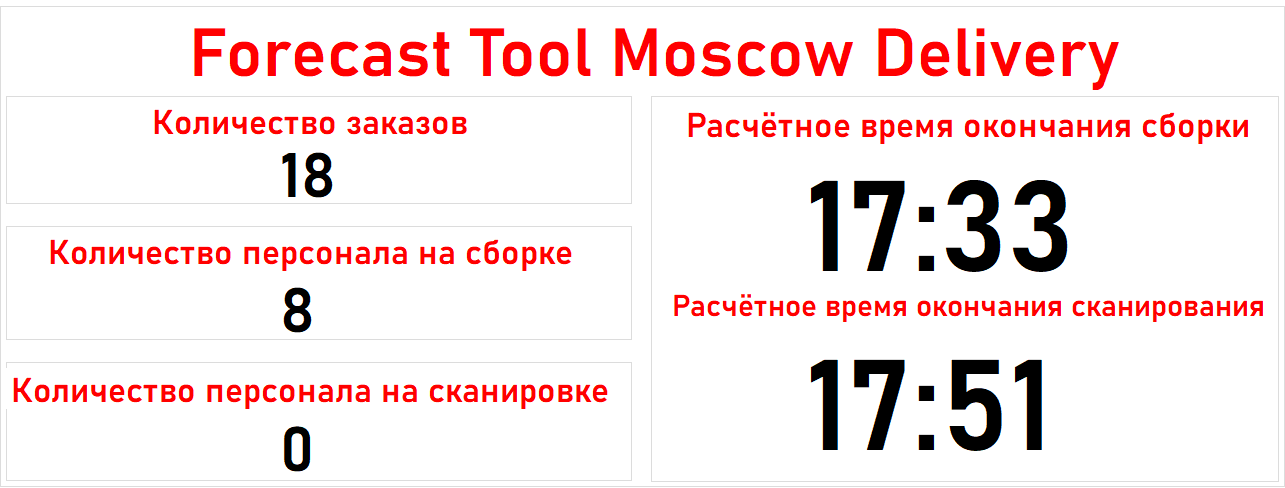 Forecast Tool Moscow Delivery
Количество заказов
18
Количество персонала на сборке
8
Количество персонала на сканировке
0
Расчётное время окончания сборки
17:33
Расчётное время окончания сканирования
17:51